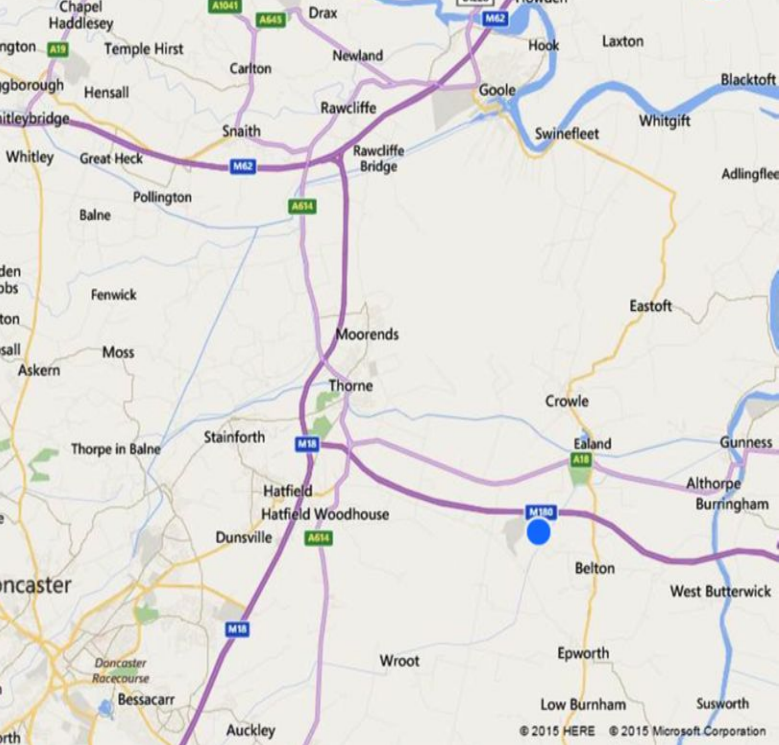 Chapel
Haddlesey
A1041
A645
Drax
M62
Howden
ngton
A19
Temple Hirst
Newland
Hook
Laxton
Carlton
ggborough
Hensall
Goole
Blacktoft
Rawcliffe
hitleybridge
Snaith
Swinefleet
Whitgift
Whitley
Great Heck
M62
Rawcliffe
Bridge
Adlingflee
Pollington
A614
Balne
den
obs
Fenwick
Eastoft
ton
Moorends
sall
Moss
Askern
Thorne
Crowle
Thorpe in Balne
Stainforth
M18
Ealand
Gunness
A18
Althorpe
Hatfield
Burringham
Hatfield Woodhouse
M180
Dunsville
A614
Belton
oncaster
West Butterwick
M18
Doncaster
Racecourse
Wroot
Epworth
Bessacarr
Low Burnham
Susworth
orth
Auckley
© 2015 HERE © 2015 Microsoft Corporation